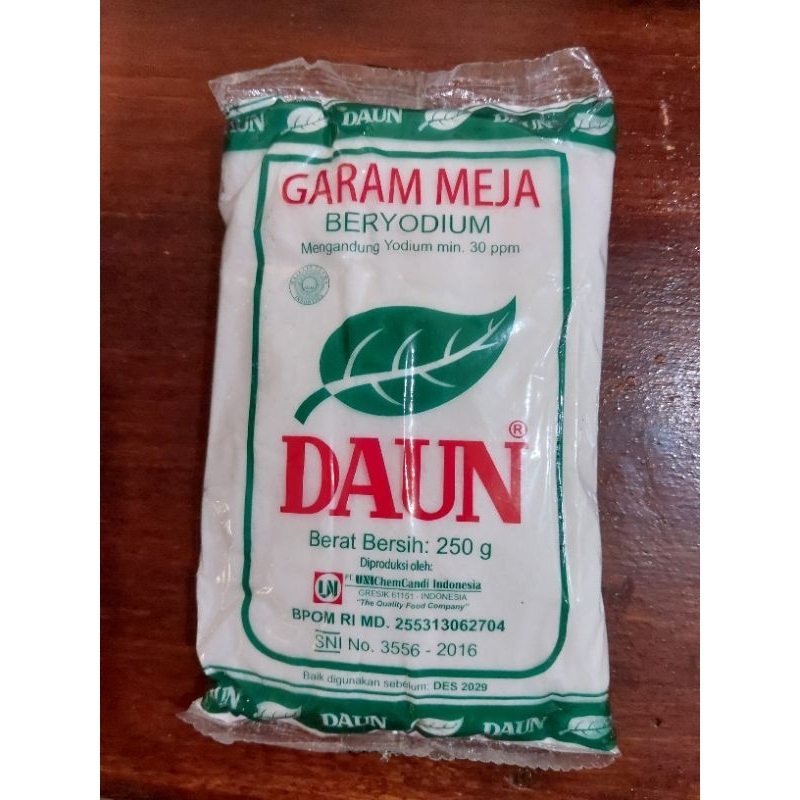 DAUN DAUN DAUN
GARAM MEJA
BERYODIUM
Mengandung Yodium min. 30 ppm
DAUN®
Berat Bersih: 250 g
Diproduksi oleh:
PT. UNIChemCandi Indonesia
GRESIK 61151 - INDONESIA
"The Quality Food Company"
BPOM RI MD. 255313062704
SNI No. 3556 - 2016
Baik digunakan sebelum: DES 2029
DAUN DAUN DAUN